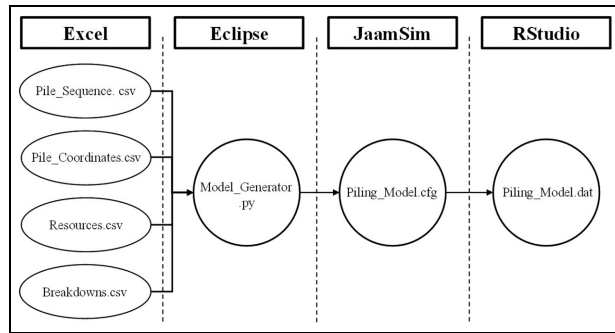 Excel
Eclipse
JaamSim
RStudio
Pile_Sequence. csv
Pile_Coordinates.csv
Resources.csv
Breakdowns.csv
Model_Generator
.py
Piling_Model.cfg
Piling_Model.dat